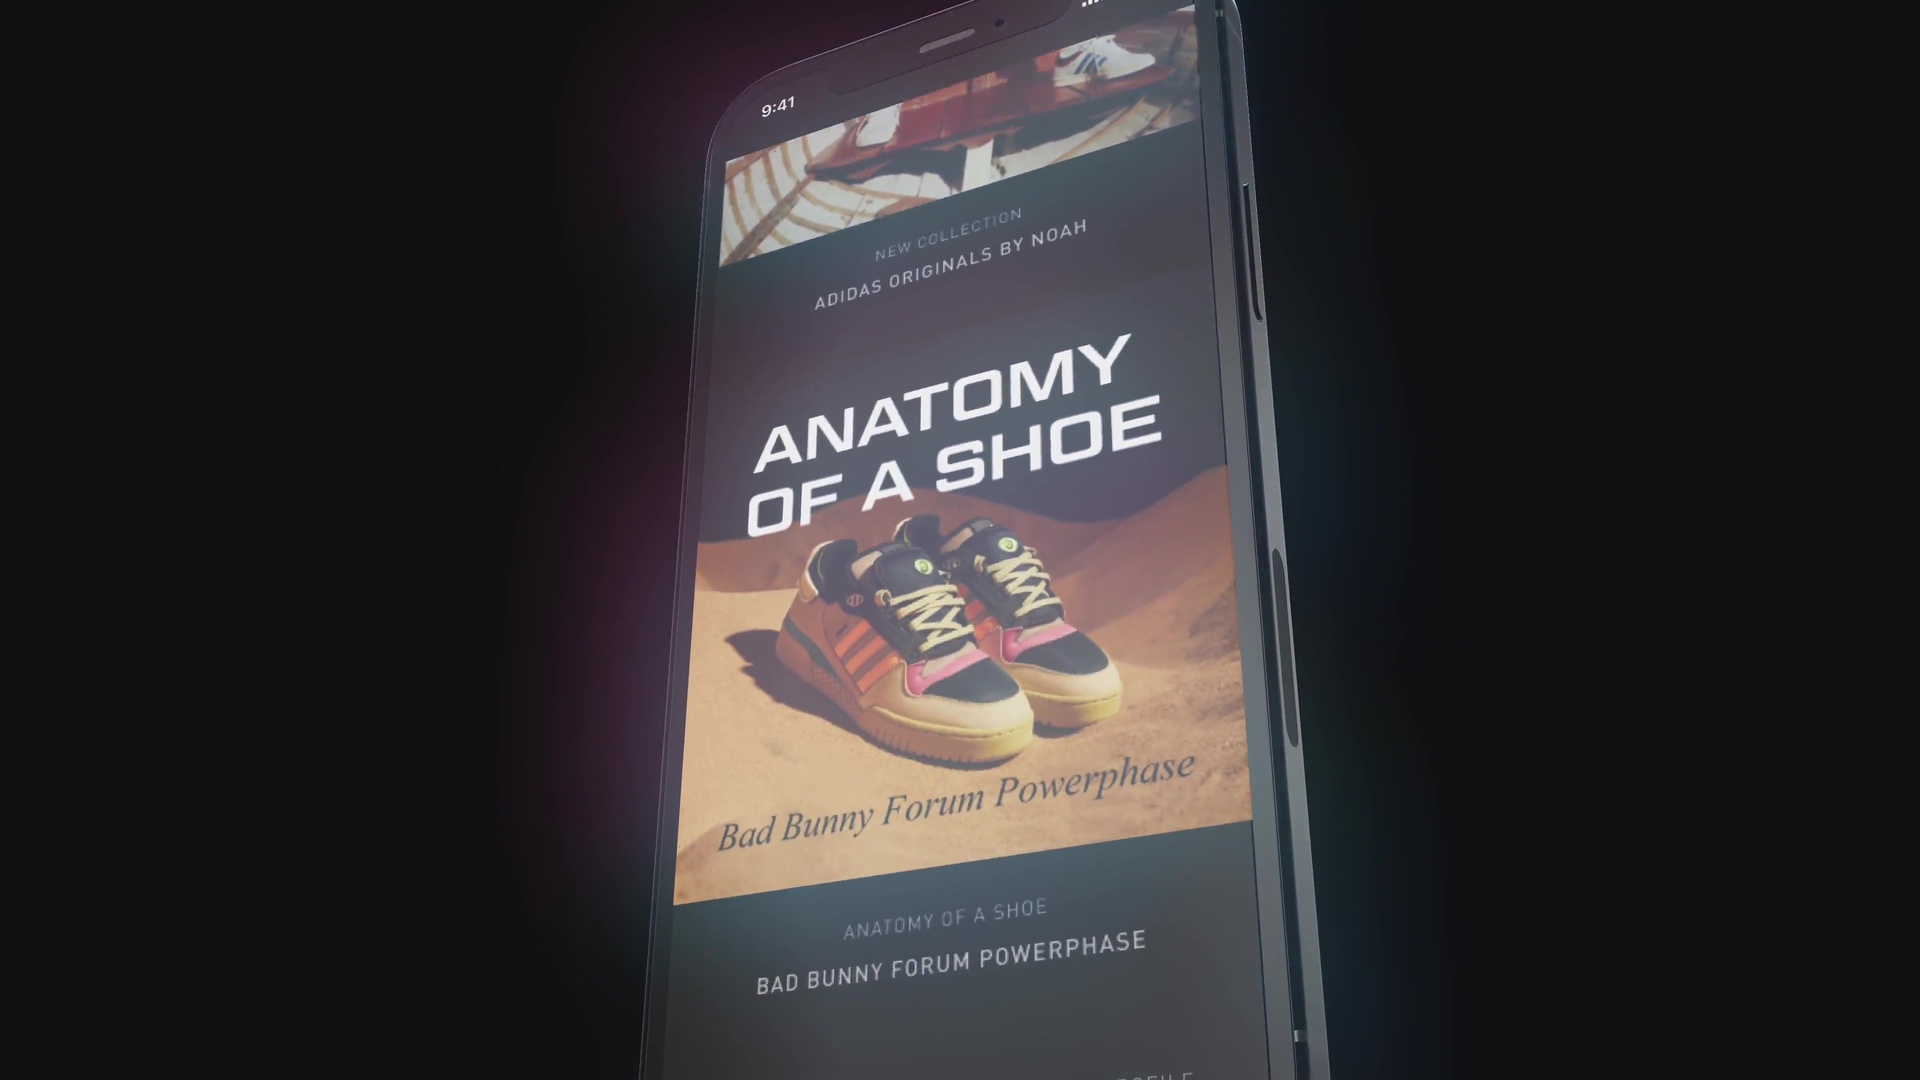 9:41
NEW COLLECTION
ADIDAS ORIGINALS BY NOAH
ANATOMY
OF A SHOE
Bad Bunny Forum Powerphase
ANATOMY OF A SHOE
BAD BUNNY FORUM POWERPHASE